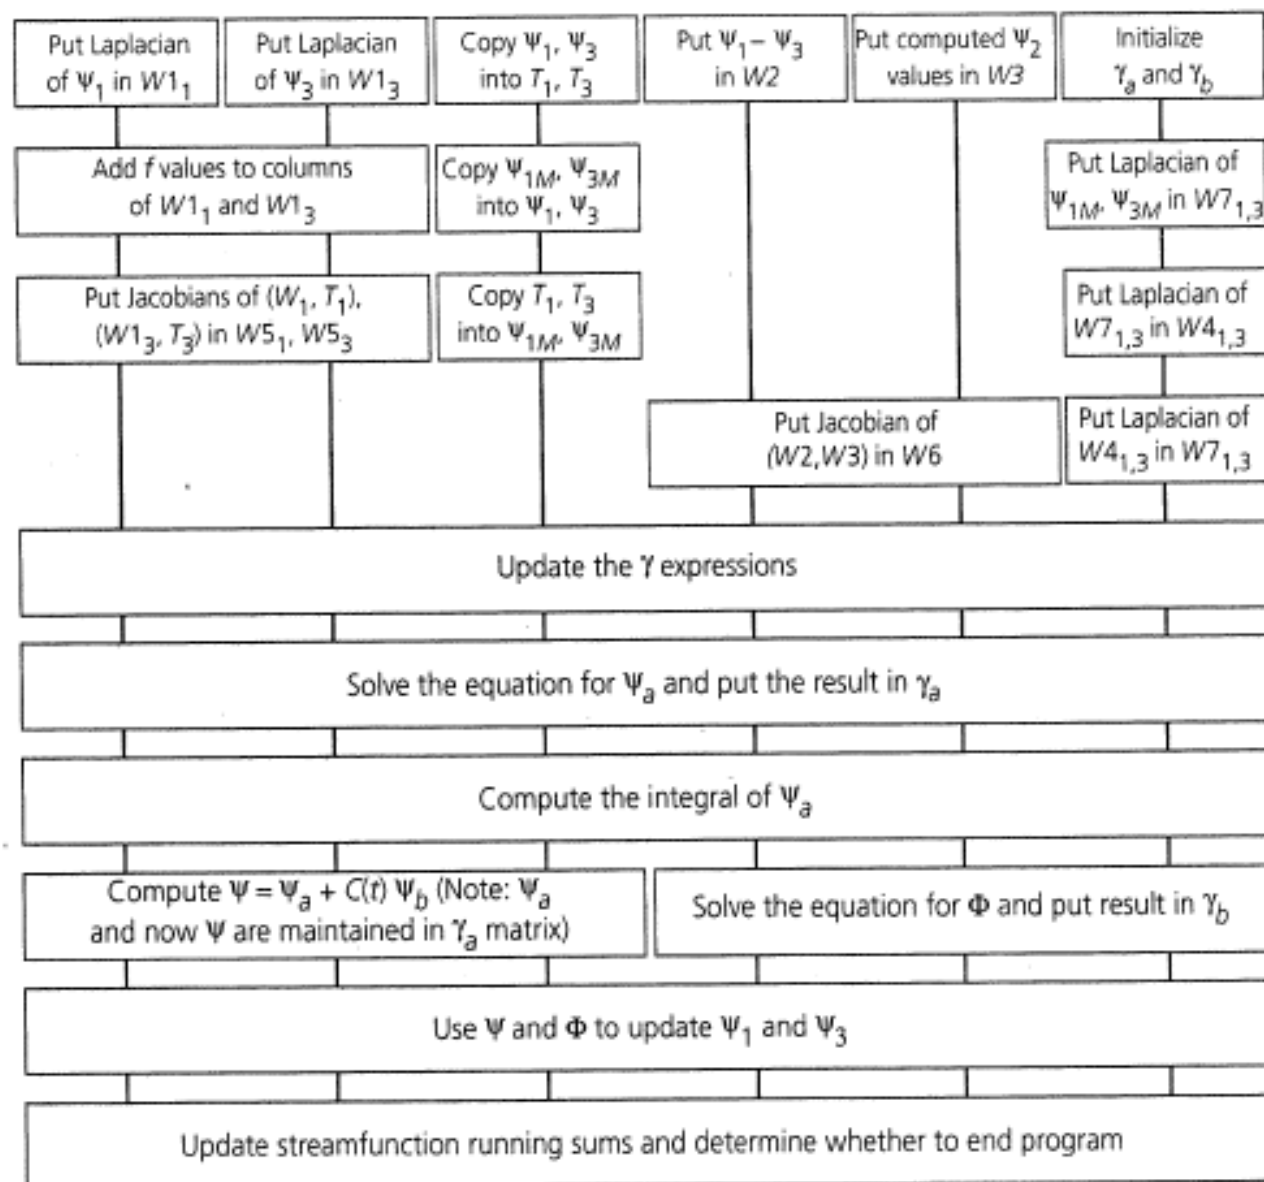 Put Laplacian
of Ψ₁ in W1₁
Put Laplacian
of Ψ₃ in W1₃
Copy Ψ₁, Ψ₃
into T₁, T₃
Put Ψ₁ – Ψ₃
in W2
Put computed Ψ₂
values in W3
Initialize
γₐ and γ_b
Add f values to columns
of W1₁ and W1₃
Copy Ψ₁M, Ψ₃M
into Ψ₁, Ψ₃
Put Laplacian of
Ψ₁M, Ψ₃M in W7₁,₃
Put Jacobians of (W₁, T₁),
(W1₃, T₃) in W5₁, W5₃
Copy T₁, T₃
into Ψ₁M, Ψ₃M
Put Laplacian of
W7₁,₃ in W4₁,₃
Put Jacobian of
(W2,W3) in W6
Put Laplacian of
W4₁,₃ in W7₁,₃
Update the γ expressions
Solve the equation for Ψₐ and put the result in γₐ
Compute the integral of Ψₐ
Compute Ψ = Ψₐ + C(t) Ψ_b (Note: Ψₐ
and now Ψ are maintained in γₐ matrix)
Solve the equation for Φ and put result in γ_b
Use Ψ and Φ to update Ψ₁ and Ψ₃
Update streamfunction running sums and determine whether to end program